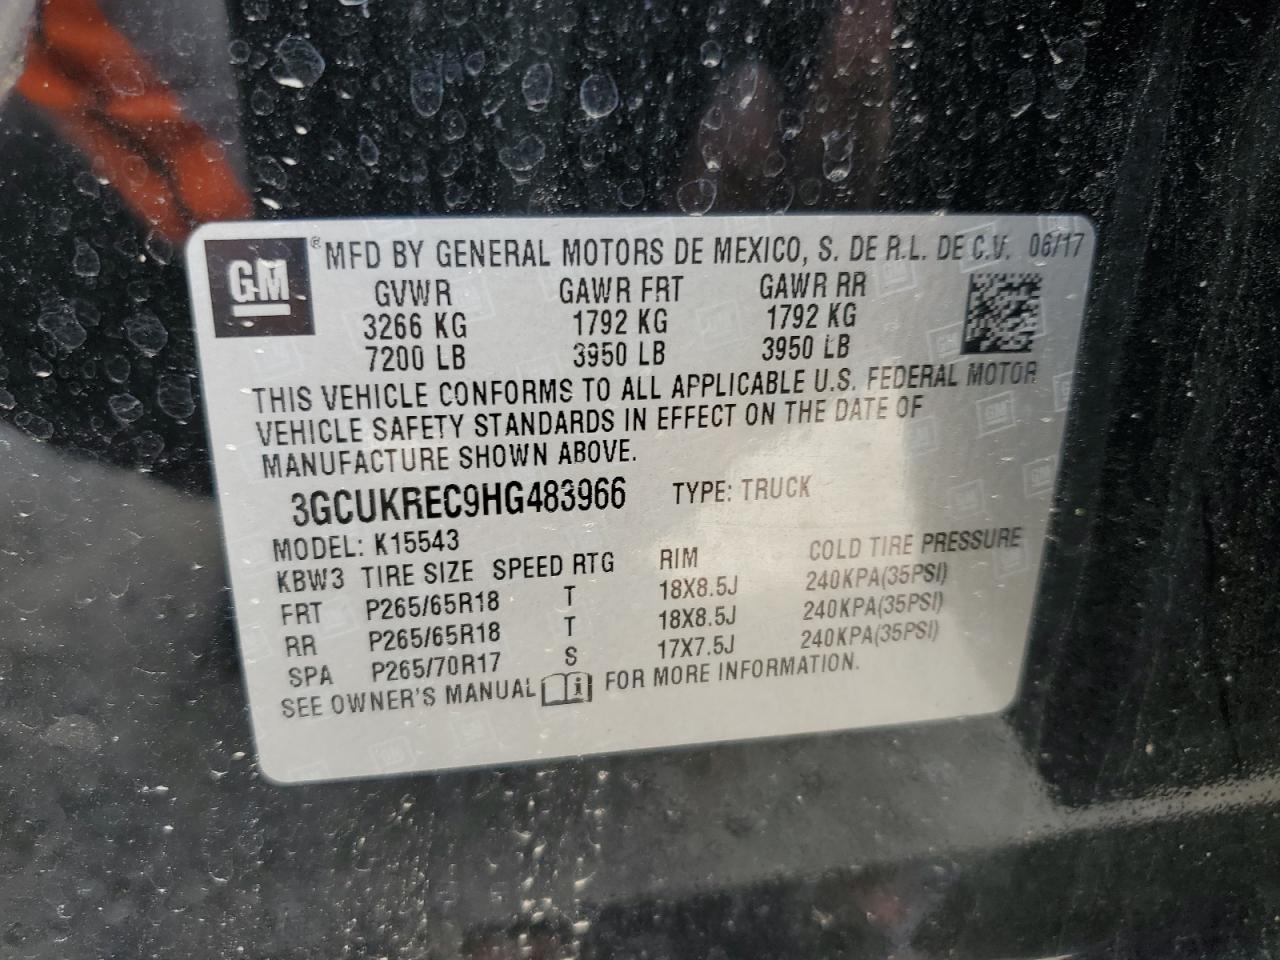 GM ® MFD BY GENERAL MOTORS DE MEXICO, S. DE R.L. DE C.V. 06/17
GVWR GAWR FRT GAWR RR
3266 KG 1792 KG 1792 KG
7200 LB 3950 LB 3950 LB
THIS VEHICLE CONFORMS TO ALL APPLICABLE U.S. FEDERAL MOTOR
VEHICLE SAFETY STANDARDS IN EFFECT ON THE DATE OF
MANUFACTURE SHOWN ABOVE.
3GCUKREC9HG483966 TYPE: TRUCK
MODEL: K15543
KBW3 TIRE SIZE SPEED RTG RIM COLD TIRE PRESSURE
FRT P265/65R18 T 18X8.5J 240KPA(35PSI)
RR P265/65R18 T 18X8.5J 240KPA(35PSI)
SPA P265/70R17 S 17X7.5J 240KPA(35PSI)
SEE OWNER'S MANUAL i FOR MORE INFORMATION.